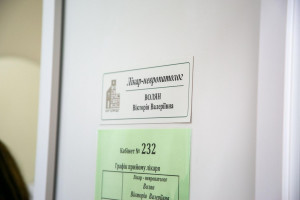 Лікар-невропатолог
ВОЛЯН
Вікторія Валеріївна
Кабінет № 232
Графік прийому лікаря
Лікар - невропатолог
Волян
Вікторія Валеріївна